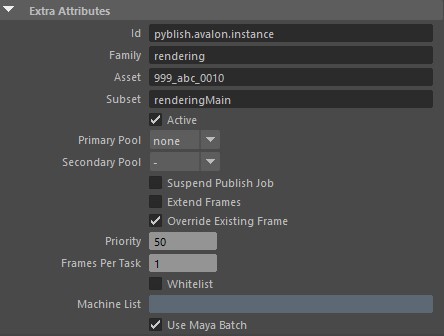 Extra Attributes
Id pyblish.avalon.instance
Family rendering
Asset 999_abc_0010
Subset renderingMain
Active
Primary Pool none
Secondary Pool -
Suspend Publish Job
Extend Frames
Override Existing Frame
Priority 50
Frames Per Task 1
Whitelist
Machine List
Use Maya Batch